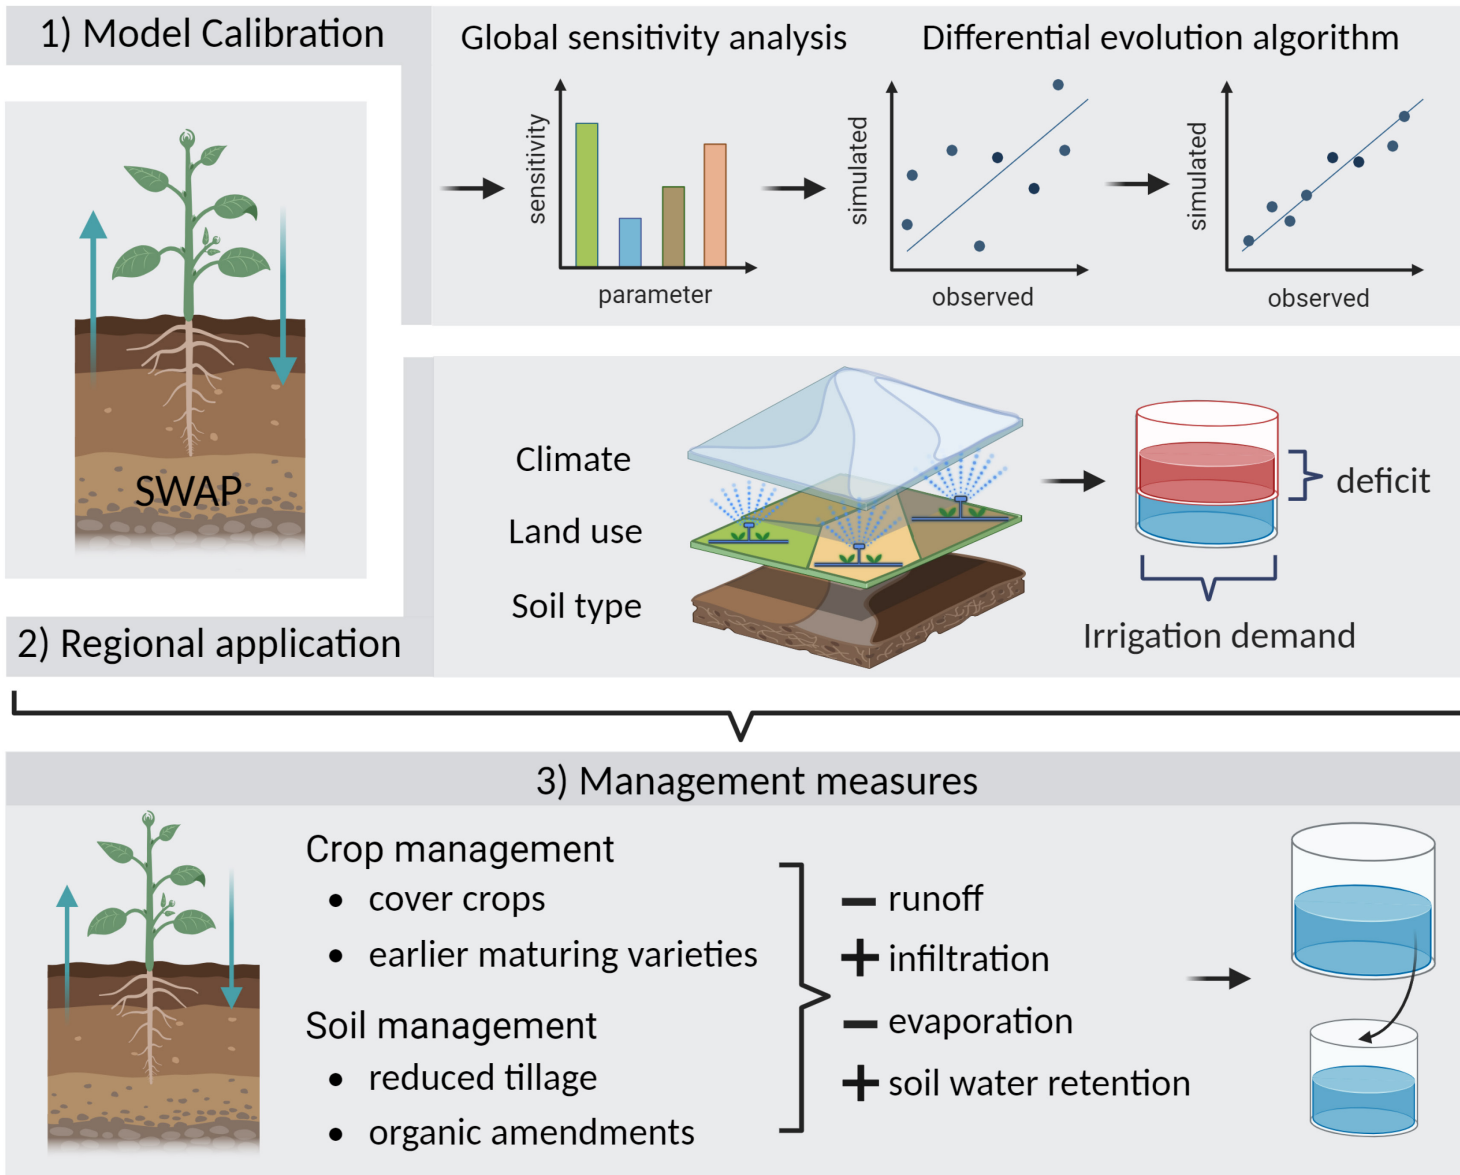 1) Model Calibration
Global sensitivity analysis
Differential evolution algorithm
sensitivity
parameter
simulated
observed
simulated
observed
SWAP
2) Regional application
Climate
Land use
Soil type
deficit
Irrigation demand
3) Management measures
Crop management
• cover crops
• earlier maturing varieties
Soil management
• reduced tillage
• organic amendments
− runoff
+ infiltration
− evaporation
+ soil water retention